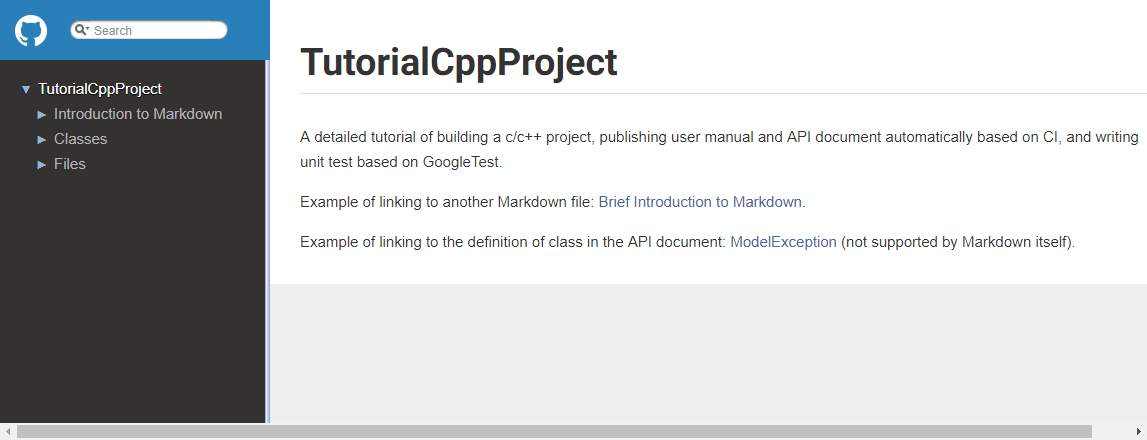 Search
TutorialCppProject
Introduction to Markdown
Classes
Files
TutorialCppProject
A detailed tutorial of building a c/c++ project, publishing user manual and API document automatically based on CI, and writing
unit test based on GoogleTest.
Example of linking to another Markdown file: Brief Introduction to Markdown.
Example of linking to the definition of class in the API document: ModelException (not supported by Markdown itself).